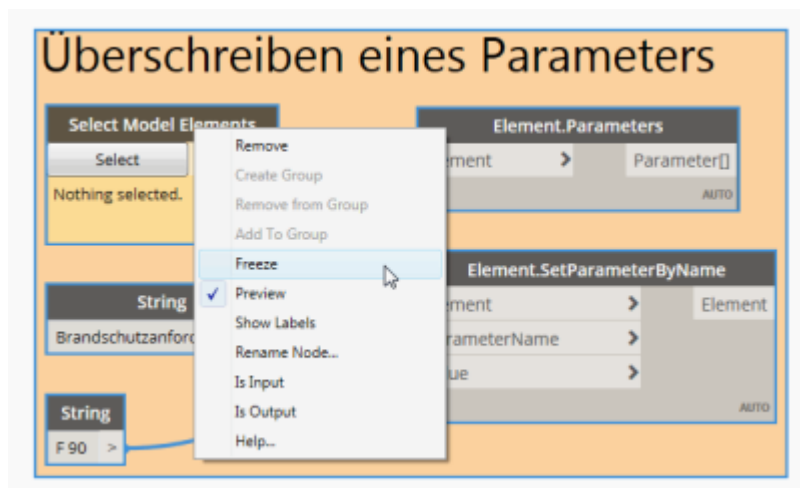 Überschreiben eines Parameters
Select Model Elements
Select
Nothing selected.
String
Brandschutzanford
String
F 90 >
Remove
Create Group
Remove from Group
Add To Group
Freeze
Preview
Show Labels
Rename Node...
Is Input
Is Output
Help...
Element.Parameters
ement > Parameter[]
AUTO
Element.SetParameterByName
ement > Element
rameterName >
ue >
AUTO